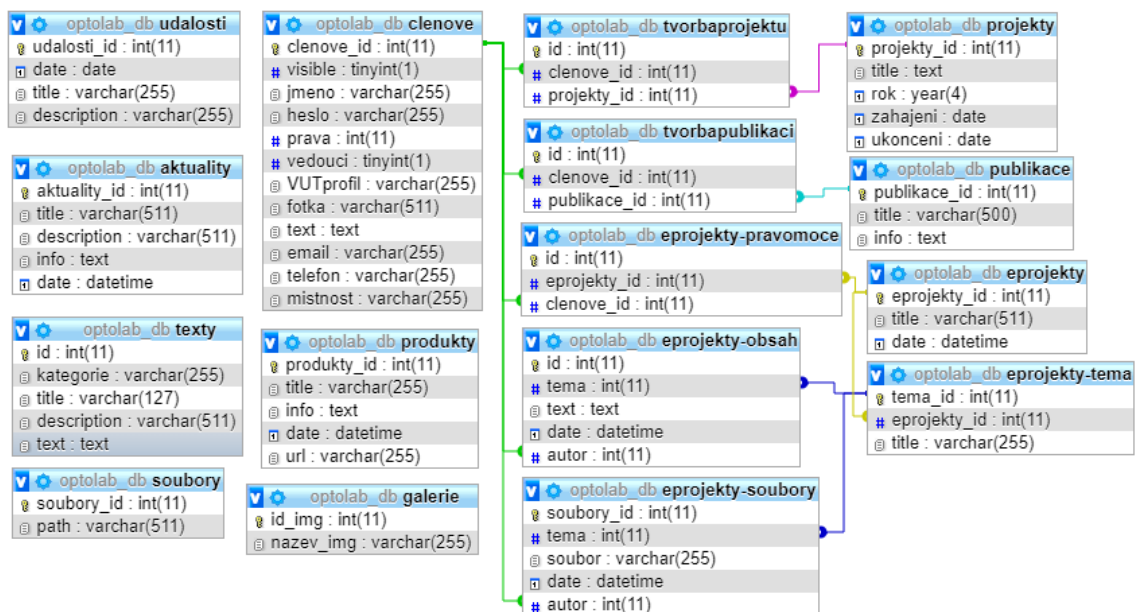 optolab_db udalosti
udalosti_id : int(11)
date : date
title : varchar(255)
description : varchar(255)
optolab_db aktuality
aktuality_id : int(11)
title : varchar(511)
description : varchar(511)
info : text
date : datetime
optolab_db texty
id : int(11)
kategorie : varchar(255)
title : varchar(127)
description : varchar(511)
text : text
optolab_db soubory
soubory_id : int(11)
path : varchar(511)
optolab_db clenove
clenove_id : int(11)
visible : tinyint(1)
jmeno : varchar(255)
heslo : varchar(255)
prava : int(11)
vedouci : tinyint(1)
VUTprofil : varchar(255)
fotka : varchar(511)
text : text
email : varchar(255)
telefon : varchar(255)
mistnost : varchar(255)
optolab_db produkty
produkty_id : int(11)
title : varchar(255)
info : text
date : datetime
url : varchar(255)
optolab_db galerie
id_img : int(11)
nazev_img : varchar(255)
optolab_db tvorbaprojektu
id : int(11)
clenove_id : int(11)
projekty_id : int(11)
optolab_db tvorbapublikaci
id : int(11)
clenove_id : int(11)
publikace_id : int(11)
optolab_db eprojekty-pravomoce
id : int(11)
eprojekty_id : int(11)
clenove_id : int(11)
optolab_db eprojekty-obsah
id : int(11)
tema : int(11)
text : text
date : datetime
autor : int(11)
optolab_db eprojekty-soubory
soubory_id : int(11)
tema : int(11)
soubor : varchar(255)
date : datetime
autor : int(11)
optolab_db projekty
projekty_id : int(11)
title : text
rok : year(4)
zahajeni : date
ukonceni : date
optolab_db publikace
publikace_id : int(11)
title : varchar(500)
info : text
optolab_db eprojekty
eprojekty_id : int(11)
title : varchar(511)
date : datetime
optolab_db eprojekty-tema
tema_id : int(11)
eprojekty_id : int(11)
title : varchar(255)